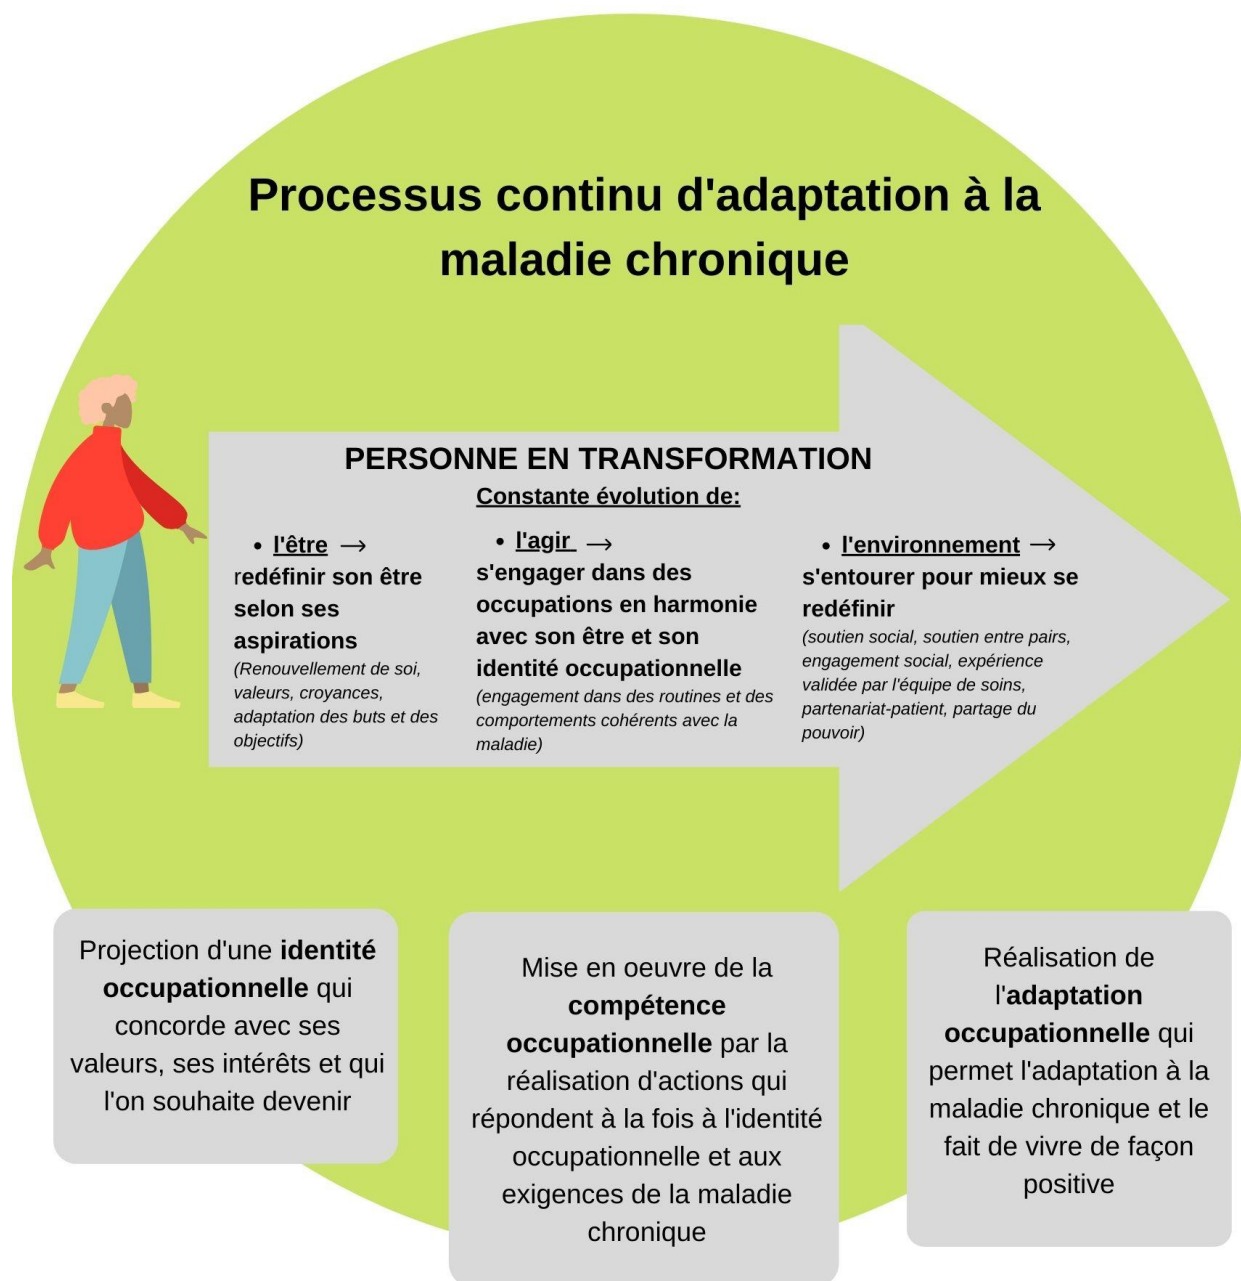 Processus continu d'adaptation à la
maladie chronique
PERSONNE EN TRANSFORMATION
Constante évolution de:
• l'être →
redéfinir son être
selon ses
aspirations
(Renouvellement de soi,
valeurs, croyances,
adaptation des buts et des
objectifs)
• l'agir →
s'engager dans des
occupations en harmonie
avec son être et son
identité occupationnelle
(engagement dans des routines et des
comportements cohérents avec la
maladie)
• l'environnement →
s'entourer pour mieux se
redéfinir
(soutien social, soutien entre pairs,
engagement social, expérience
validée par l'équipe de soins,
partenariat-patient, partage du
pouvoir)
Projection d'une identité
occupationnelle qui
concorde avec ses
valeurs, ses intérêts et qui
l'on souhaite devenir
Mise en oeuvre de la
compétence
occupationnelle par la
réalisation d'actions qui
répondent à la fois à l'identité
occupationnelle et aux
exigences de la maladie
chronique
Réalisation de
l'adaptation
occupationnelle qui
permet l'adaptation à la
maladie chronique et le
fait de vivre de façon
positive